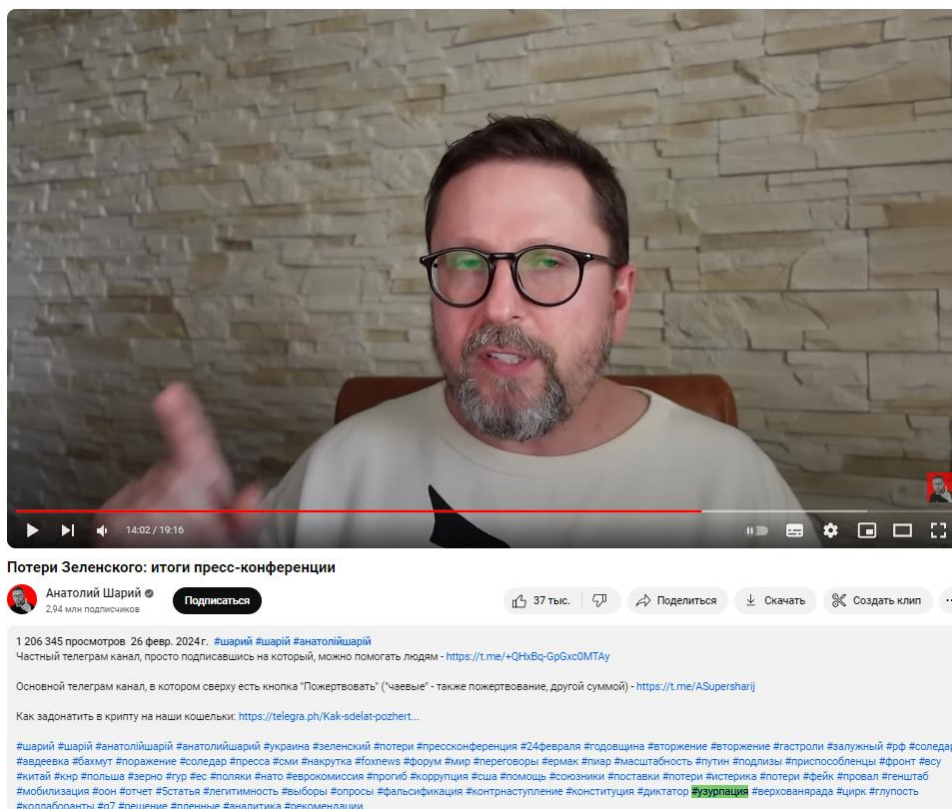 14:02 / 19:16
Потери Зеленского: итоги пресс-конференции
Анатолий Шарий
2,94 млн подписчиков
Подписаться
37 тыс.
Поделиться
Скачать
Создать клип
1 206 345 просмотров 26 февр. 2024 г. #шарий #шарій #анатолійшарій
Частный телеграм канал, просто подписавшись на который, можно помогать людям - https://t.me/+QHxBq-GpGxc0MTAy
Основной телеграм канал, в котором сверху есть кнопка "Пожертвовать" ("чаевые" - также пожертвование, другой суммой) - https://t.me/ASupersharij
Как задонатить в крипту на наши кошельки: https://telegra.ph/Kak-sdelat-pozhert...
#шарий #шарій #анатолійшарій #анатолийшарий #украина #зеленский #потери #прессконференция #24февраля #годовщина #вторжение #вторжение #гастроли #залужный #рф #соледар
#авдеевка #бахмут #поражение #соледар #пресса #сми #накрутка #foxnews #форум #мир #переговоры #ермак #пиар #масштабность #путин #подлизы #приспособленцы #фронт #всу
#китай #кнр #польша #зерно #гур #ес #поляки #нато #еврокомиссия #прогиб #коррупция #сша #помощь #союзники #поставки #потери #истерика #потери #фейк #провал #генштаб
#мобилизация #оон #отчет #5статья #легитимность #выборы #опросы #фальсификация #контрнаступление #конституция #диктатор #узурпация #верхованярада #цирк #глупость
#коллаборанты #g7 #решение #пленные #аналитика #рекомендации